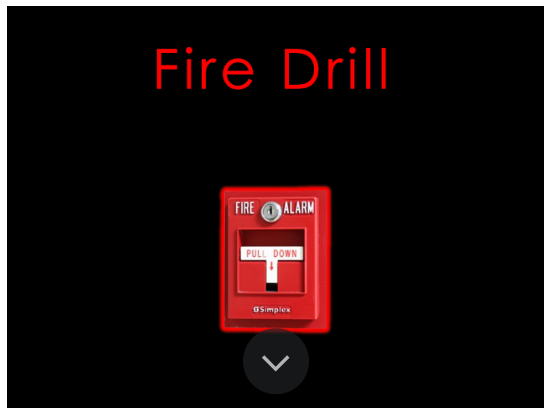 Fire Drill
FIRE ALARM
PULL DOWN
Simplex